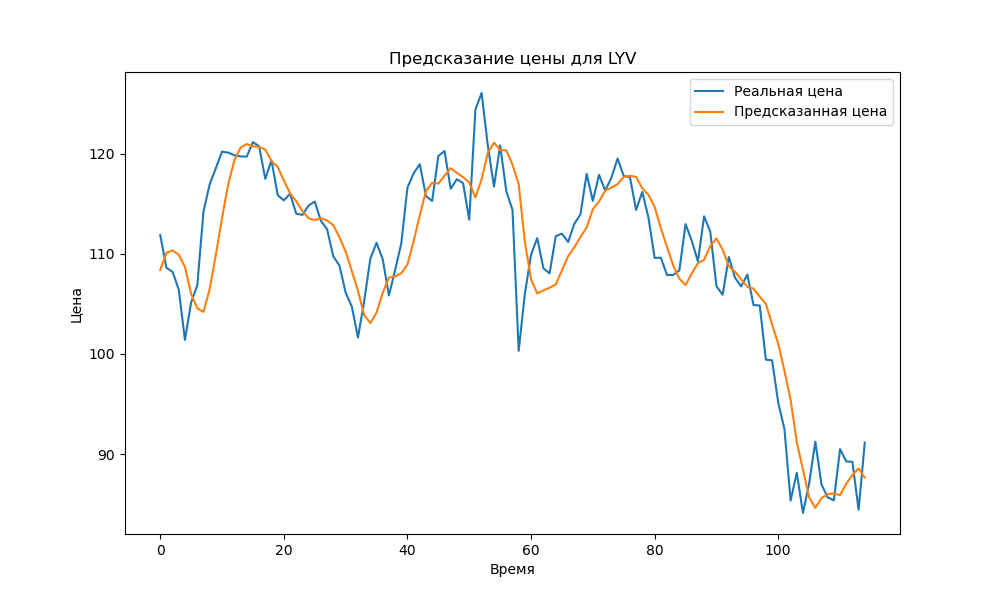 Предсказание цены для LYV
Реальная цена
Предсказанная цена
Цена
120
110
100
90
0 20 40 60 80 100
Время